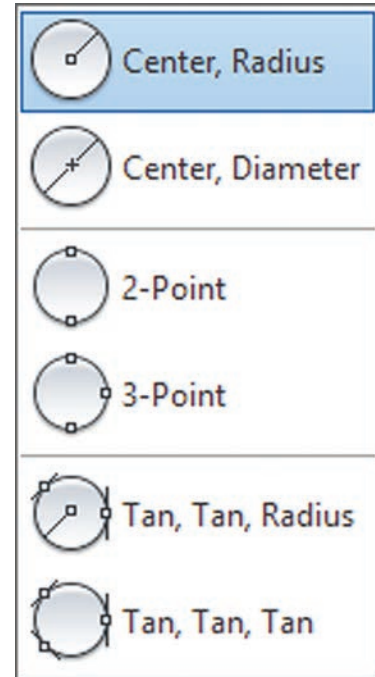 Center, Radius
Center, Diameter
2-Point
3-Point
Tan, Tan, Radius
Tan, Tan, Tan